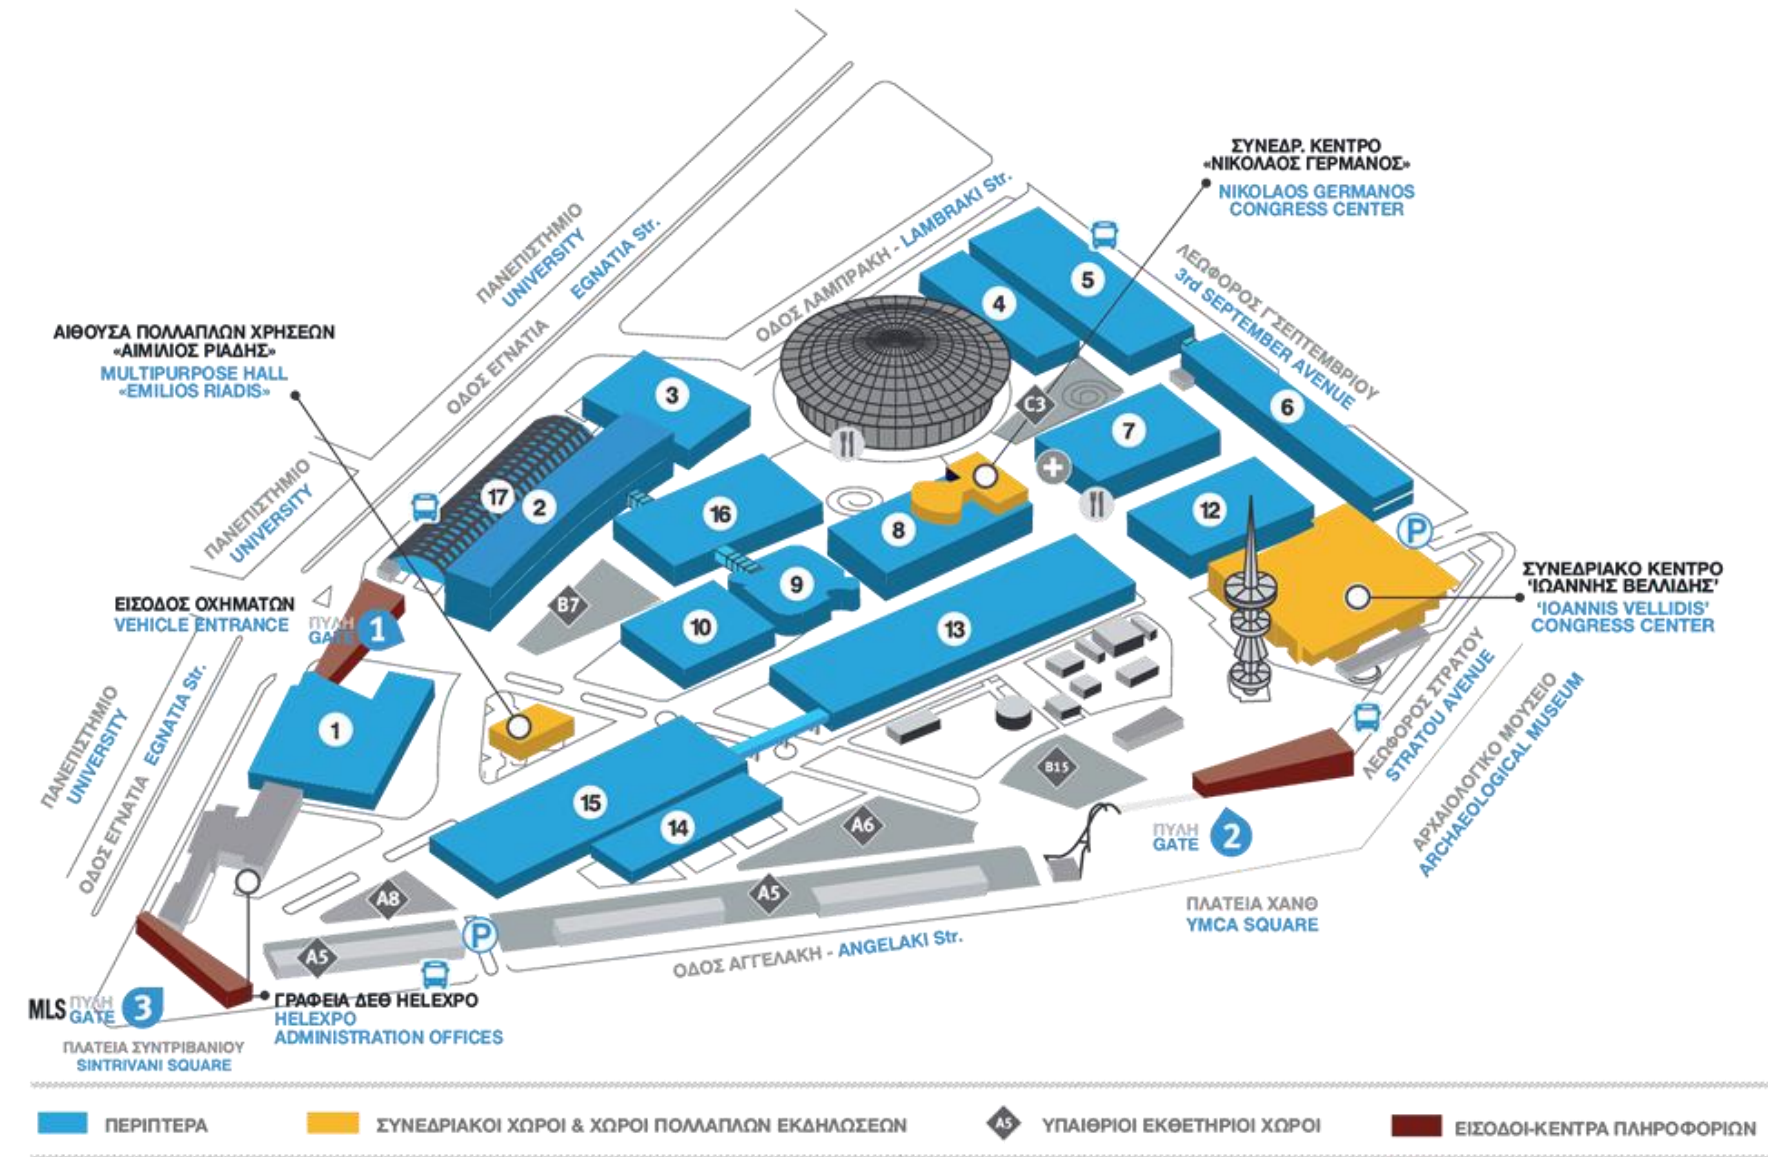 ΣΥΝΕΔΡ. ΚΕΝΤΡΟ
«ΝΙΚΟΛΑΟΣ ΓΕΡΜΑΝΟΣ»
NIKOLAOS GERMANOS
CONGRESS CENTER
ΠΑΝΕΠΙΣΤΗΜΙΟ
UNIVERSITY
ΟΔΟΣ ΕΓΝΑΤΙΑ
EGNATIA Str.
ΟΔΟΣ ΛΑΜΠΡΑΚΗ - LAMBRAKI Str.
ΛΕΩΦΟΡΟΣ Γ'ΣΕΠΤΕΜΒΡΙΟΥ
3rd SEPTEMBER AVENUE
ΑΙΘΟΥΣΑ ΠΟΛΛΑΠΛΩΝ ΧΡΗΣΕΩΝ
«ΑΙΜΙΛΙΟΣ ΡΙΑΔΗΣ»
MULTIPURPOSE HALL
«EMILIOS RIADIS»
5
4
6
3
C3
7
17
2
16
8
12
P
ΠΑΝΕΠΙΣΤΗΜΙΟ
UNIVERSITY
9
B7
10
13
ΣΥΝΕΔΡΙΑΚΟ ΚΕΝΤΡΟ
'ΙΩΑΝΝΗΣ ΒΕΛΛΙΔΗΣ'
'IOANNIS VELLIDIS'
CONGRESS CENTER
ΕΙΣΟΔΟΣ ΟΧΗΜΑΤΩΝ
VEHICLE ENTRANCE
ΠΥΛΗ
GATE 1
1
ΠΑΝΕΠΙΣΤΗΜΙΟ
UNIVERSITY
ΟΔΟΣ ΕΓΝΑΤΙΑ EGNATIA Str.
ΛΕΩΦΟΡΟΣ ΣΤΡΑΤΟΥ
STRATOU AVENUE
ΑΡΧΑΙΟΛΟΓΙΚΟ ΜΟΥΣΕΙΟ
ARCHAEOLOGICAL MUSEUM
15
14
B15
A6
A5
A8
A5
P
ΠΥΛΗ
GATE 2
ΠΛΑΤΕΙΑ ΧΑΝΘ
YMCA SQUARE
ΟΔΟΣ ΑΓΓΕΛΑΚΗ - ANGELAKI Str.
ΓΡΑΦΕΙΑ ΔΕΘ HELEXPO
HELEXPO
ADMINISTRATION OFFICES
MLS ΠΥΛΗ
GATE 3
ΠΛΑΤΕΙΑ ΣΥΝΤΡΙΒΑΝΙΟΥ
SINTRIVANI SQUARE
ΠΕΡΙΠΤΕΡΑ
ΣΥΝΕΔΡΙΑΚΟΙ ΧΩΡΟΙ & ΧΩΡΟΙ ΠΟΛΛΑΠΛΩΝ ΕΚΔΗΛΩΣΕΩΝ
A5 ΥΠΑΙΘΡΙΟΙ ΕΚΘΕΤΗΡΙΟΙ ΧΩΡΟΙ
ΕΙΣΟΔΟΙ-ΚΕΝΤΡΑ ΠΛΗΡΟΦΟΡΙΩΝ